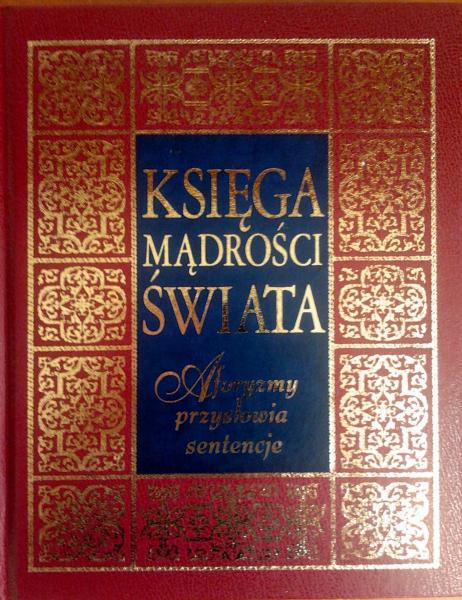 KSIĘGA
MĄDROŚCI
ŚWIATA
Aforyzmy
przysłowia
sentencje